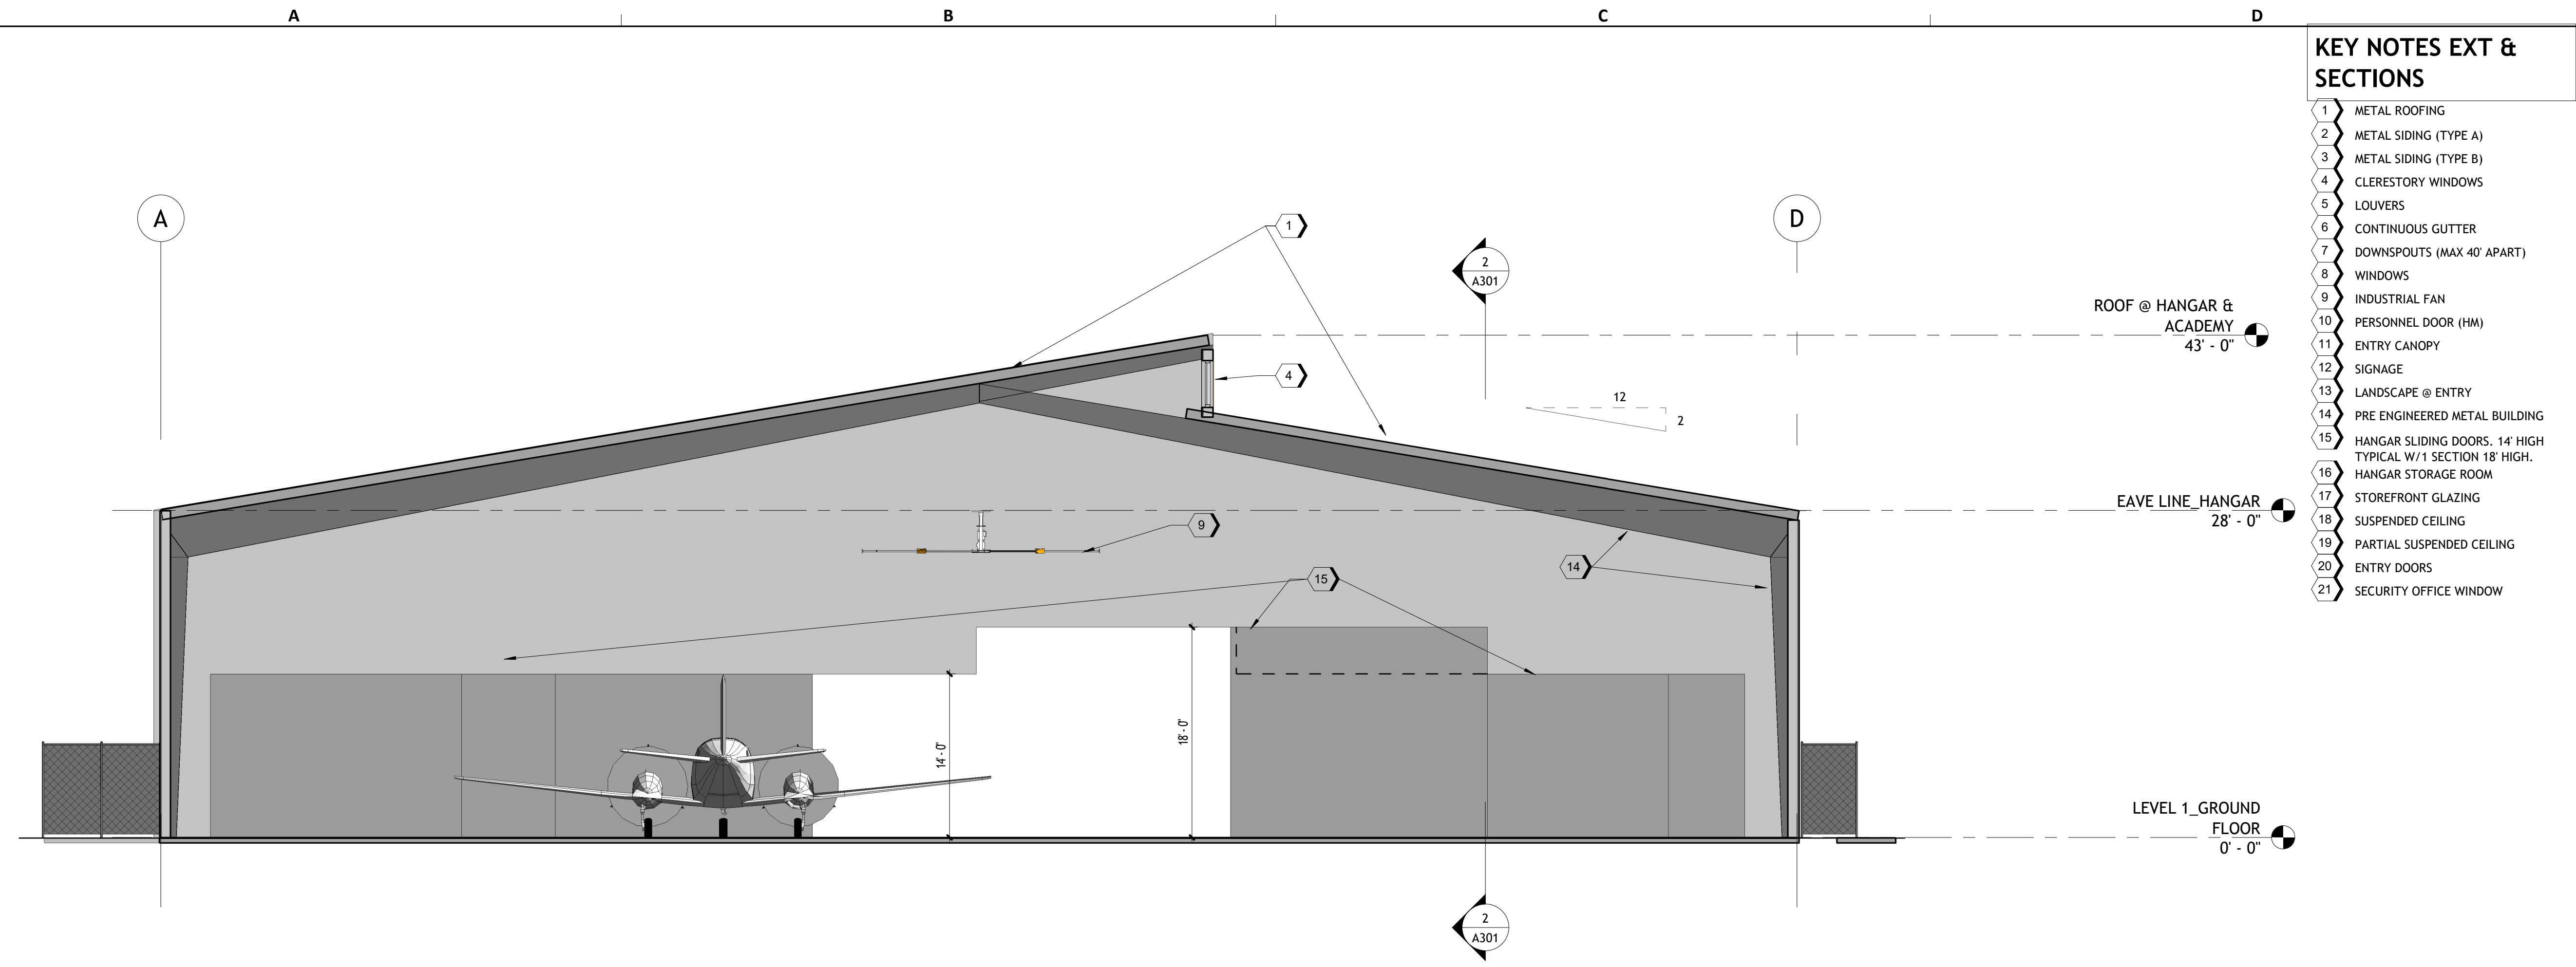 A
B
C
D
KEY NOTES EXT &
SECTIONS
1 METAL ROOFING
2 METAL SIDING (TYPE A)
3 METAL SIDING (TYPE B)
4 CLERESTORY WINDOWS
5 LOUVERS
6 CONTINUOUS GUTTER
7 DOWNSPOUTS (MAX 40' APART)
8 WINDOWS
9 INDUSTRIAL FAN
10 PERSONNEL DOOR (HM)
11 ENTRY CANOPY
12 SIGNAGE
13 LANDSCAPE @ ENTRY
14 PRE ENGINEERED METAL BUILDING
15 HANGAR SLIDING DOORS. 14' HIGH
TYPICAL W/1 SECTION 18' HIGH.
16 HANGAR STORAGE ROOM
17 STOREFRONT GLAZING
18 SUSPENDED CEILING
19 PARTIAL SUSPENDED CEILING
20 ENTRY DOORS
21 SECURITY OFFICE WINDOW
A
D
1
2
A301
ROOF @ HANGAR &
ACADEMY
43' - 0"
4
12
2
EAVE LINE_HANGAR
28' - 0"
9
14
15
14' - 0"
18' - 0"
LEVEL 1_GROUND
FLOOR
0' - 0"
2
A301